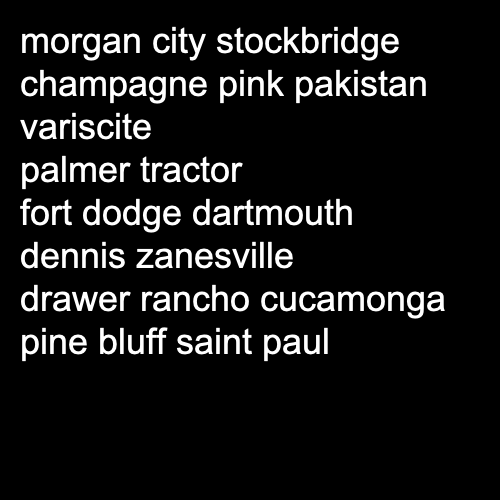 morgan city stockbridge
champagne pink pakistan
variscite
palmer tractor
fort dodge dartmouth
dennis zanesville
drawer rancho cucamonga
pine bluff saint paul